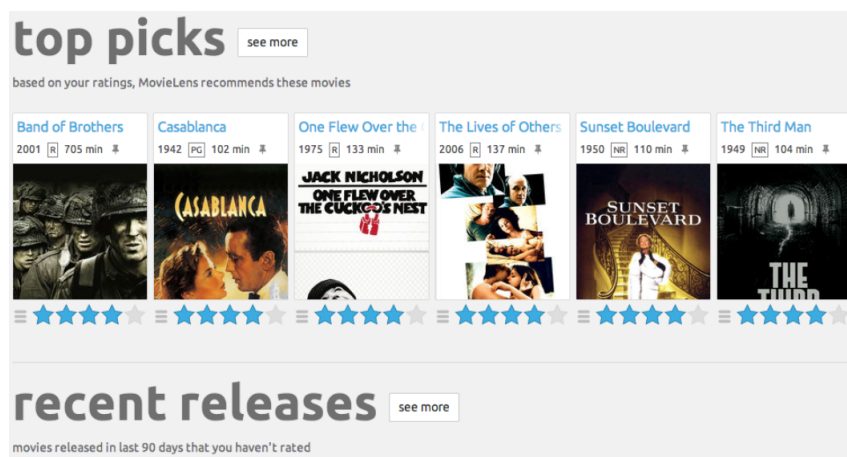 top picks see more
based on your ratings, MovieLens recommends these movies
Band of Brothers
2001 R 705 min
Casablanca
1942 PG 102 min
CASABLANCA
One Flew Over the
1975 R 133 min
JACK NICHOLSON
ONE FLEW OVER
THE CUCKOO'S NEST
The Lives of Others
2006 R 137 min
Sunset Boulevard
1950 NR 110 min
SUNSET
BOULEVARD
The Third Man
1949 NR 104 min
THE
THIRD
recent releases see more
movies released in last 90 days that you haven't rated